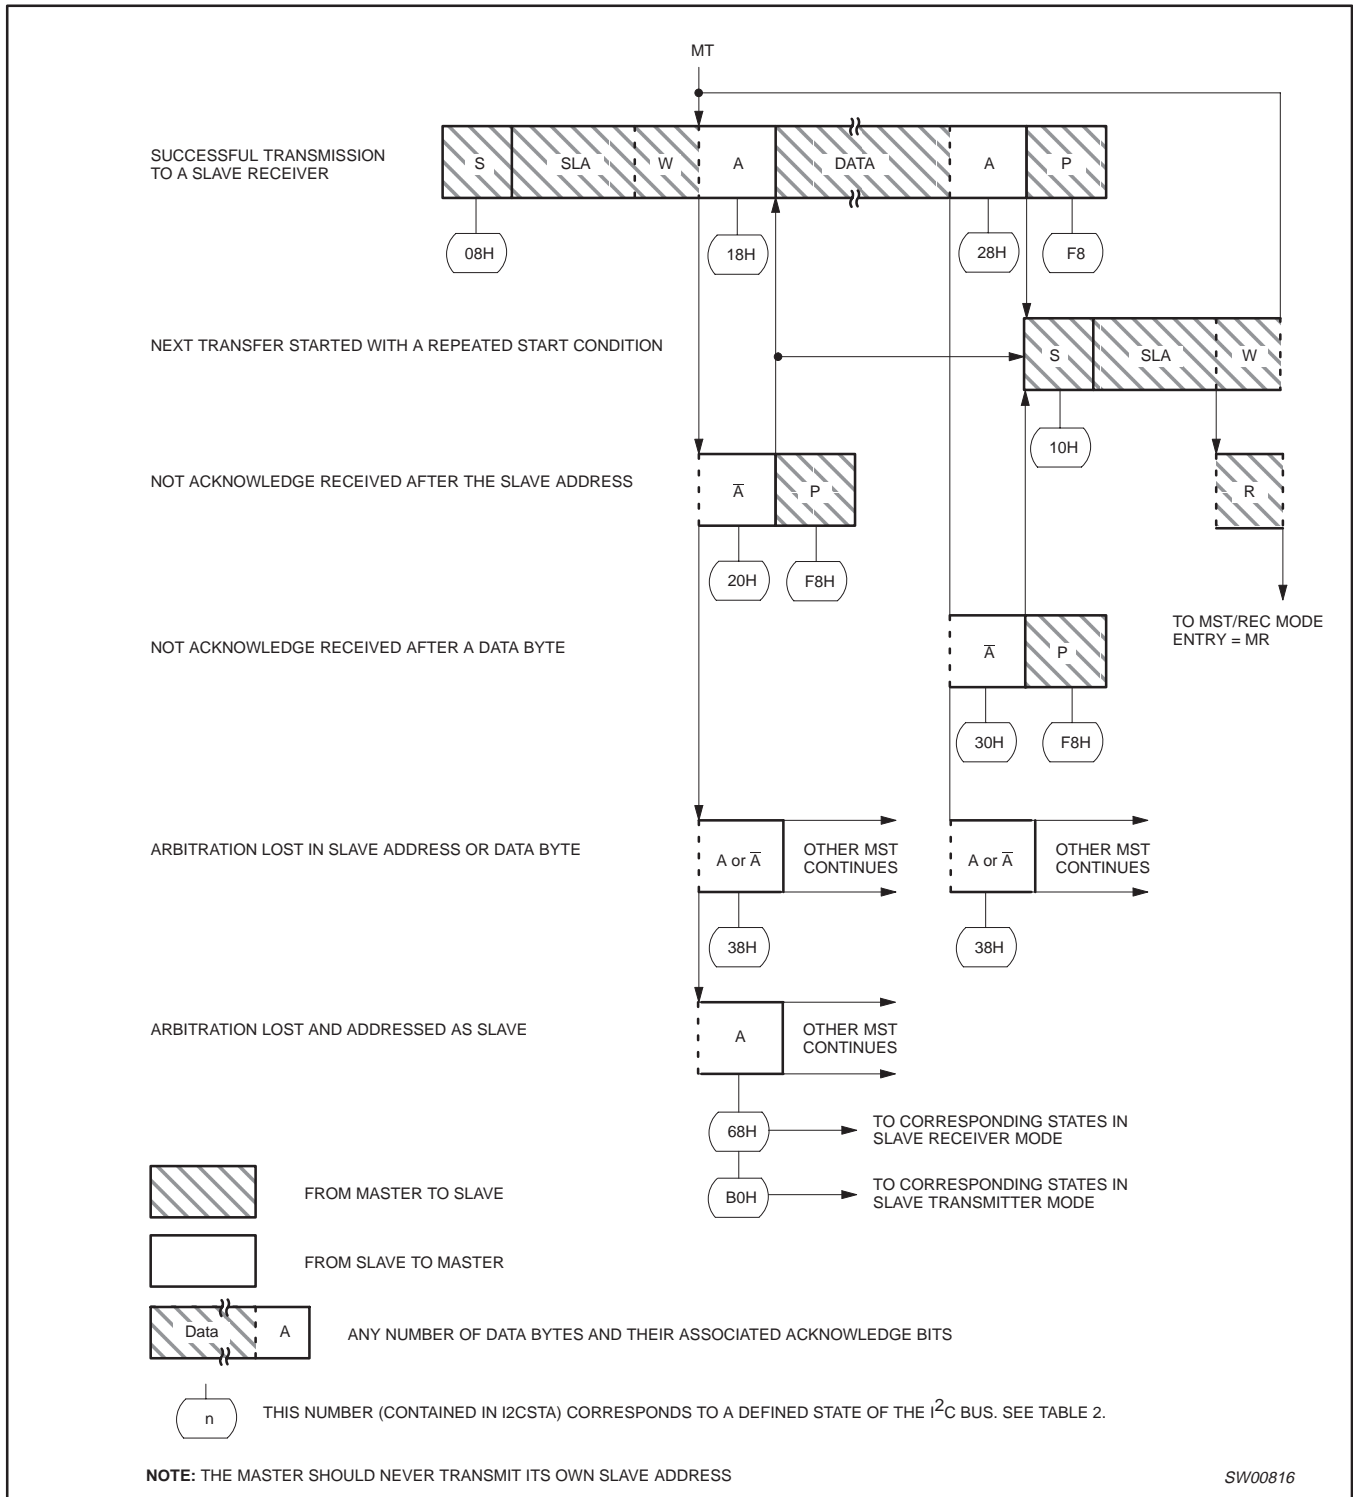 MT
SUCCESSFUL TRANSMISSION
TO A SLAVE RECEIVER
S SLA W A DATA A P
08H 18H 28H F8
NEXT TRANSFER STARTED WITH A REPEATED START CONDITION
S SLA W
10H
NOT ACKNOWLEDGE RECEIVED AFTER THE SLAVE ADDRESS
A̅ P R
20H F8H
TO MST/REC MODE
ENTRY = MR
NOT ACKNOWLEDGE RECEIVED AFTER A DATA BYTE
A̅ P
30H F8H
ARBITRATION LOST IN SLAVE ADDRESS OR DATA BYTE
A or A̅
OTHER MST
CONTINUES
A or A̅
OTHER MST
CONTINUES
38H 38H
ARBITRATION LOST AND ADDRESSED AS SLAVE
A
OTHER MST
CONTINUES
68H
TO CORRESPONDING STATES IN
SLAVE RECEIVER MODE
B0H
TO CORRESPONDING STATES IN
SLAVE TRANSMITTER MODE
FROM MASTER TO SLAVE
FROM SLAVE TO MASTER
Data A
ANY NUMBER OF DATA BYTES AND THEIR ASSOCIATED ACKNOWLEDGE BITS
n
THIS NUMBER (CONTAINED IN I2CSTA) CORRESPONDS TO A DEFINED STATE OF THE I²C BUS. SEE TABLE 2.
NOTE: THE MASTER SHOULD NEVER TRANSMIT ITS OWN SLAVE ADDRESS
SW00816